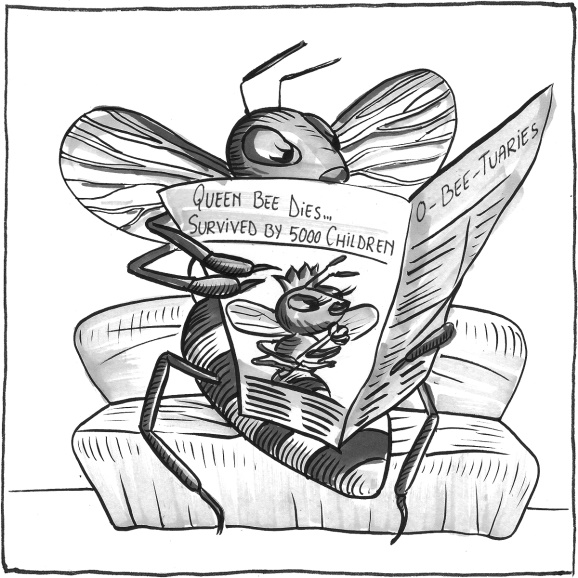 Queen Bee Dies...
Survived by 5000 Children
O-Bee-Tuaries